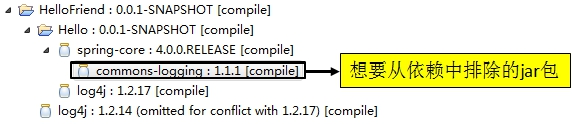 HelloFriend : 0.0.1-SNAPSHOT [compile]
Hello : 0.0.1-SNAPSHOT [compile]
spring-core : 4.0.0.RELEASE [compile]
commons-logging : 1.1.1 [compile]
想要从依赖中排除的jar包
log4j : 1.2.17 [compile]
log4j : 1.2.14 (omitted for conflict with 1.2.17) [compile]